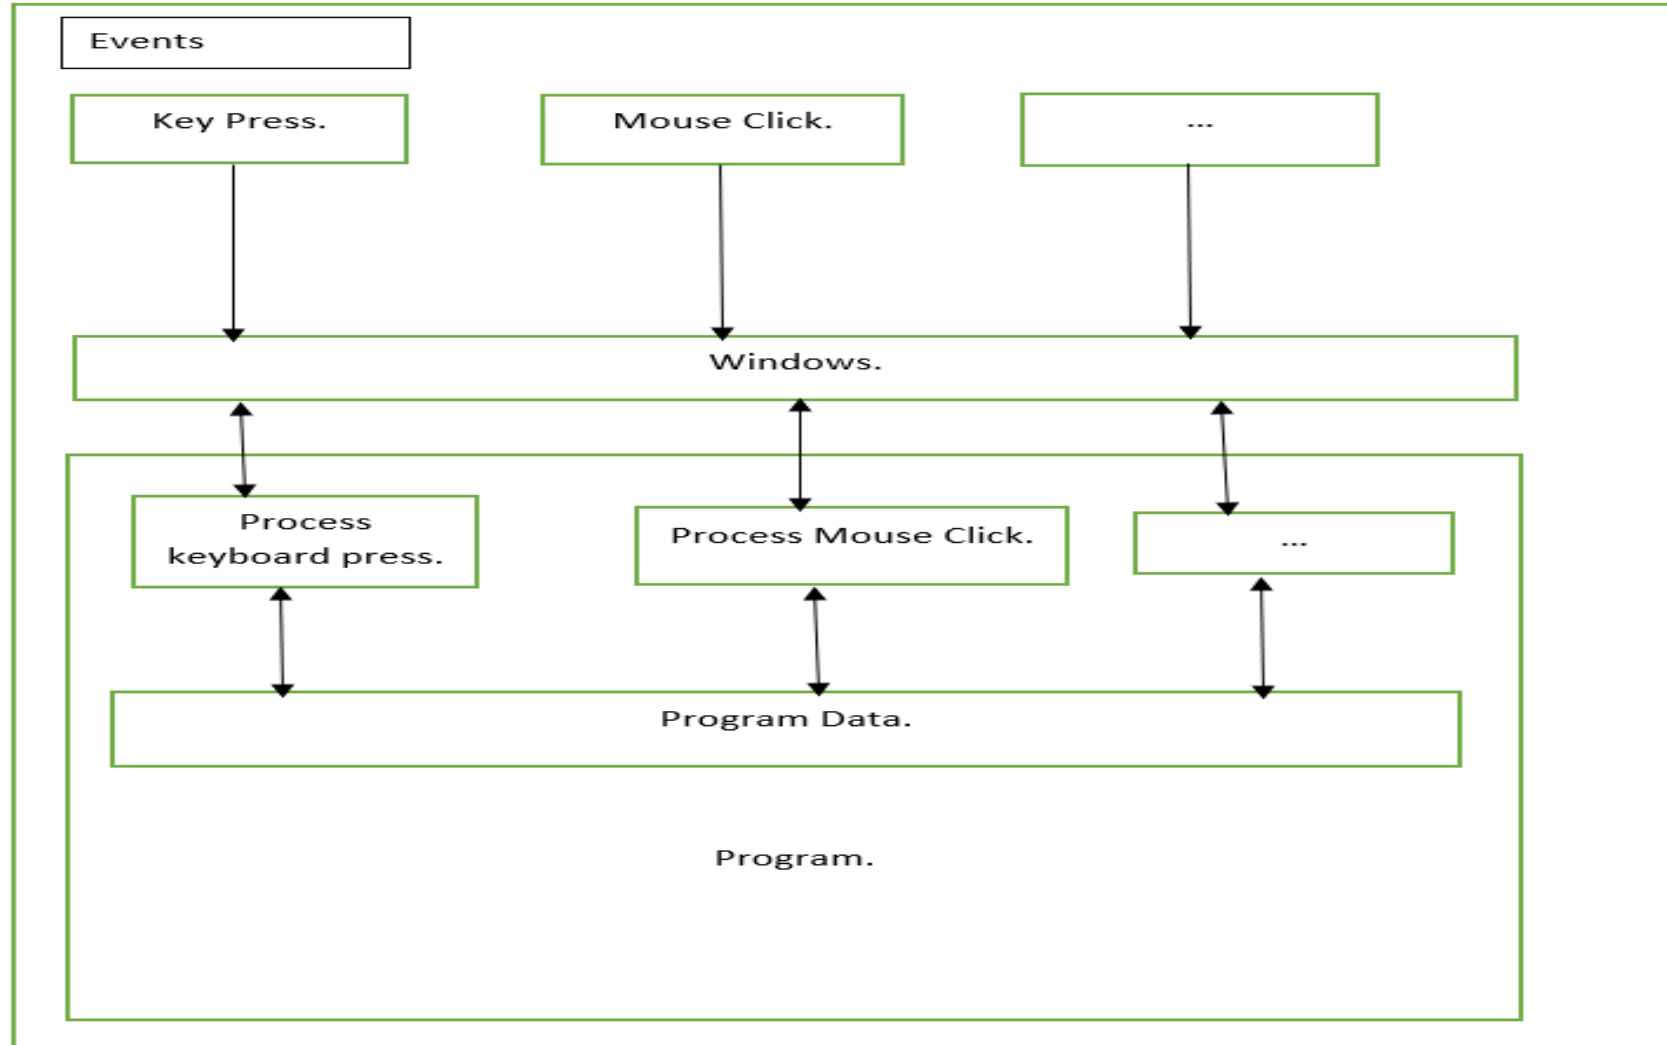 Events
Key Press.
Mouse Click.
...
Windows.
Process
keyboard press.
Process Mouse Click.
...
Program Data.
Program.